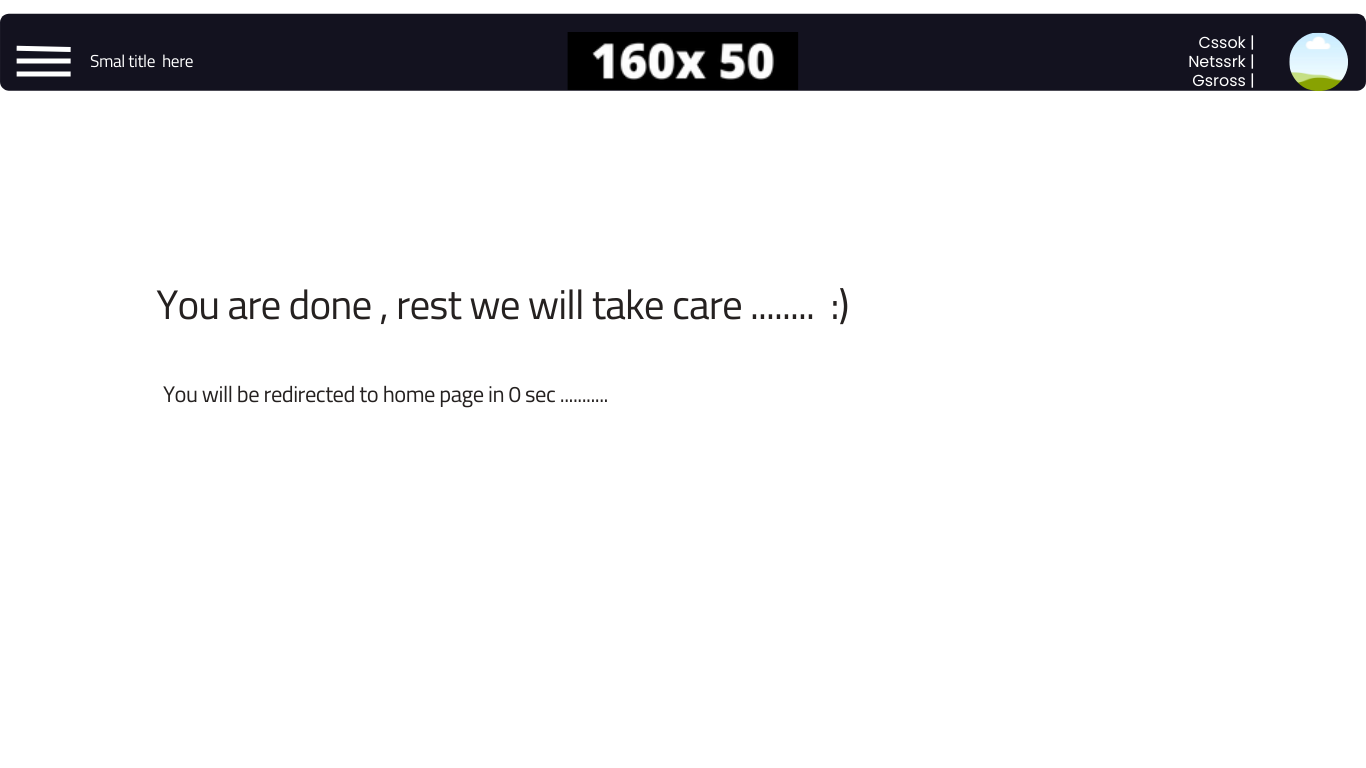 Smal title here
160x 50
Cssok |
Netssrk |
Gsross |
You are done , rest we will take care ........ :)
You will be redirected to home page in 0 sec ...........